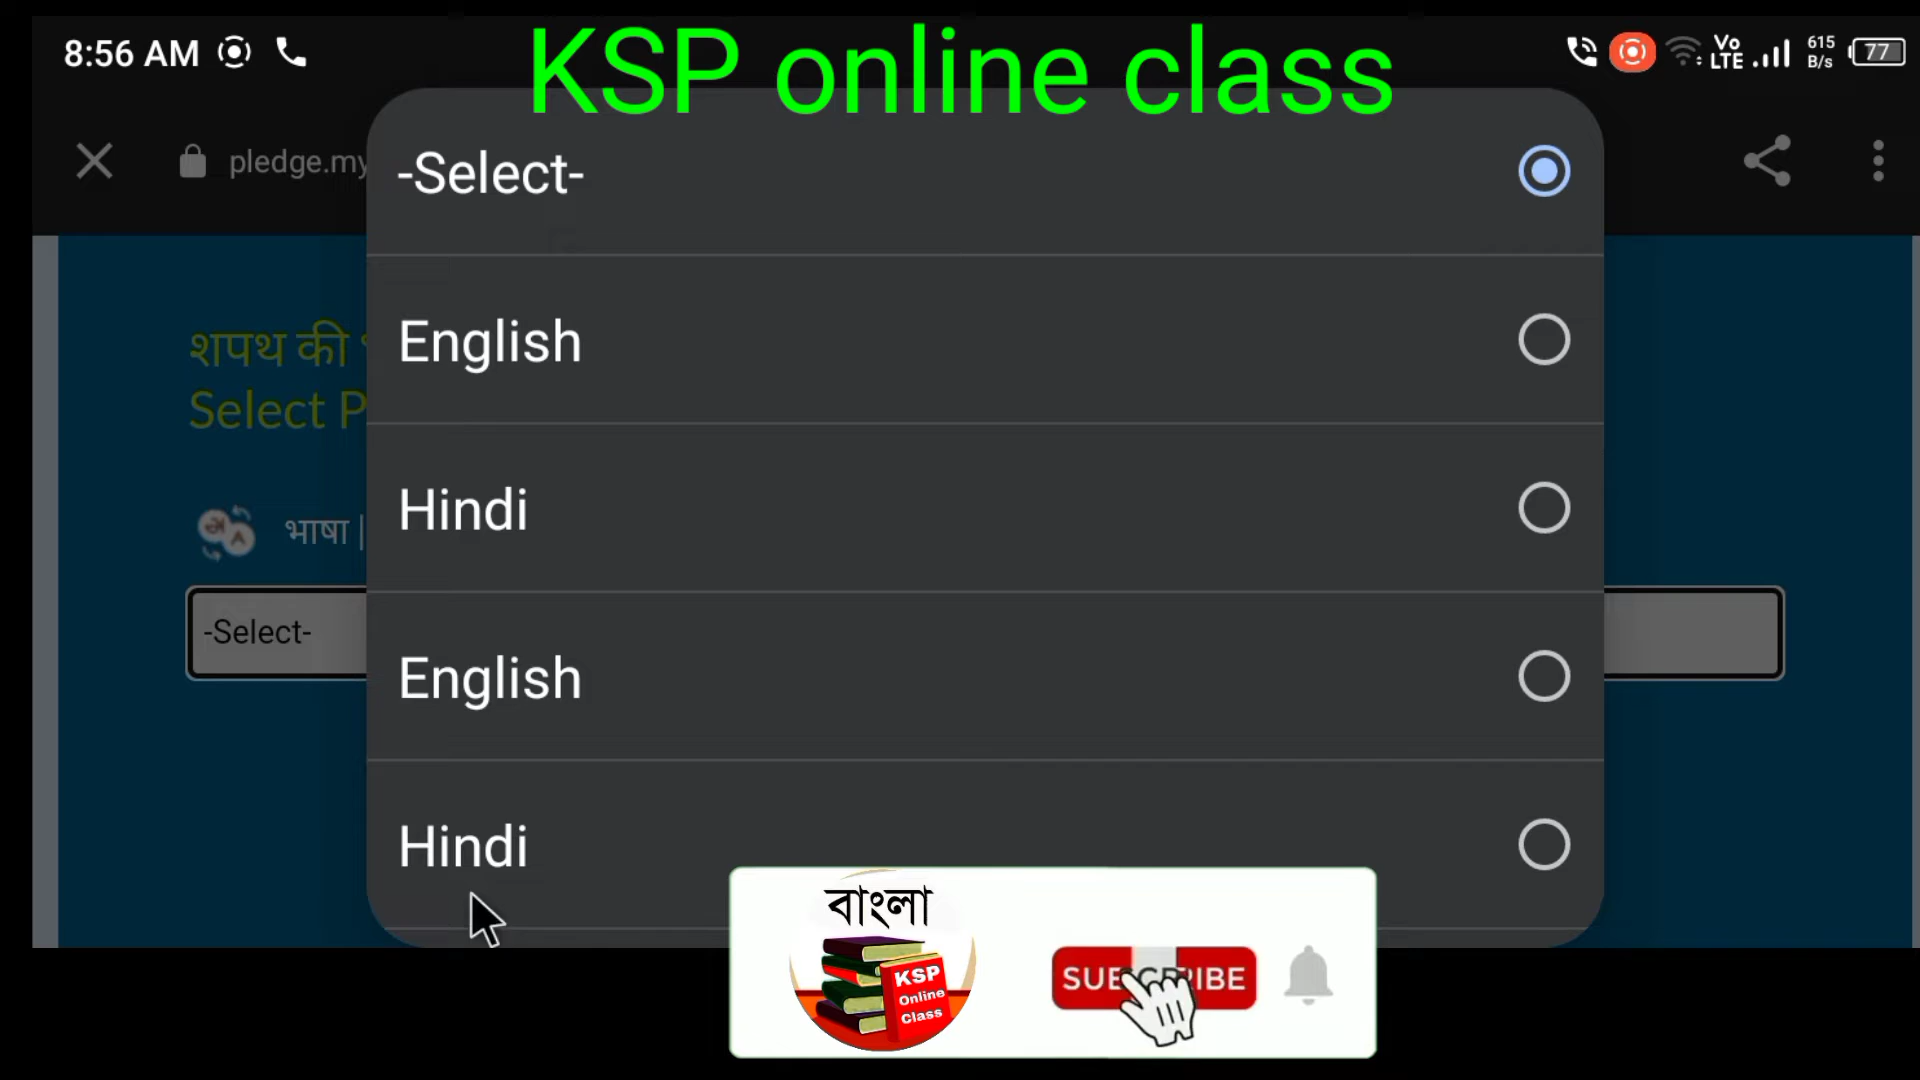 KSP online class
8:56 AM
Vo
LTE
615
B/s
77
pledge.my
-Select-
English
Hindi
English
Hindi
शपथ की
Select P
भाषा |
-Select-
বাংলা
KSP
Online
Class
SUBSCRIBE